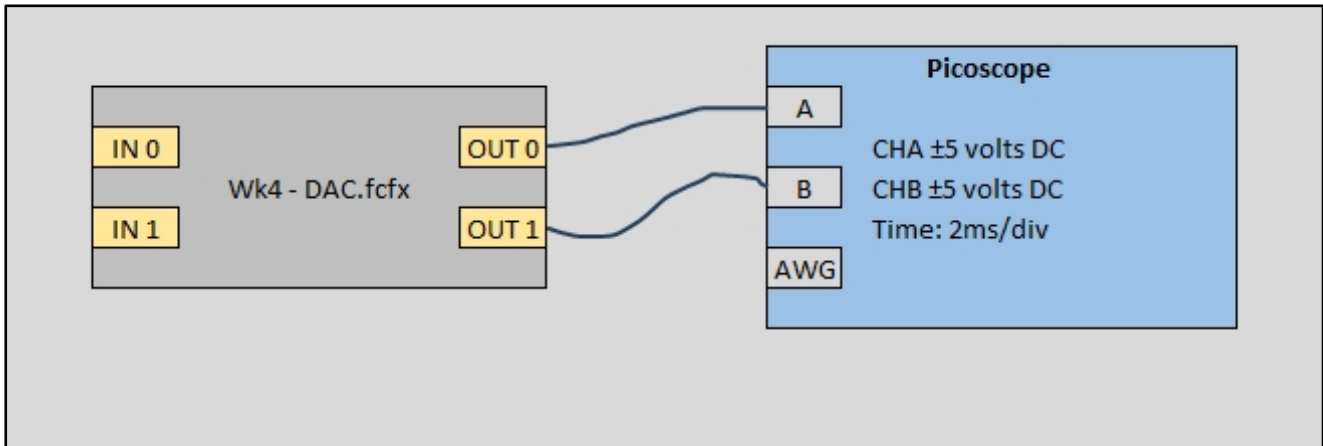 IN 0
IN 1
Wk4 - DAC.fcfx
OUT 0
OUT 1
Picoscope
A
B
AWG
CHA ±5 volts DC
CHB ±5 volts DC
Time: 2ms/div